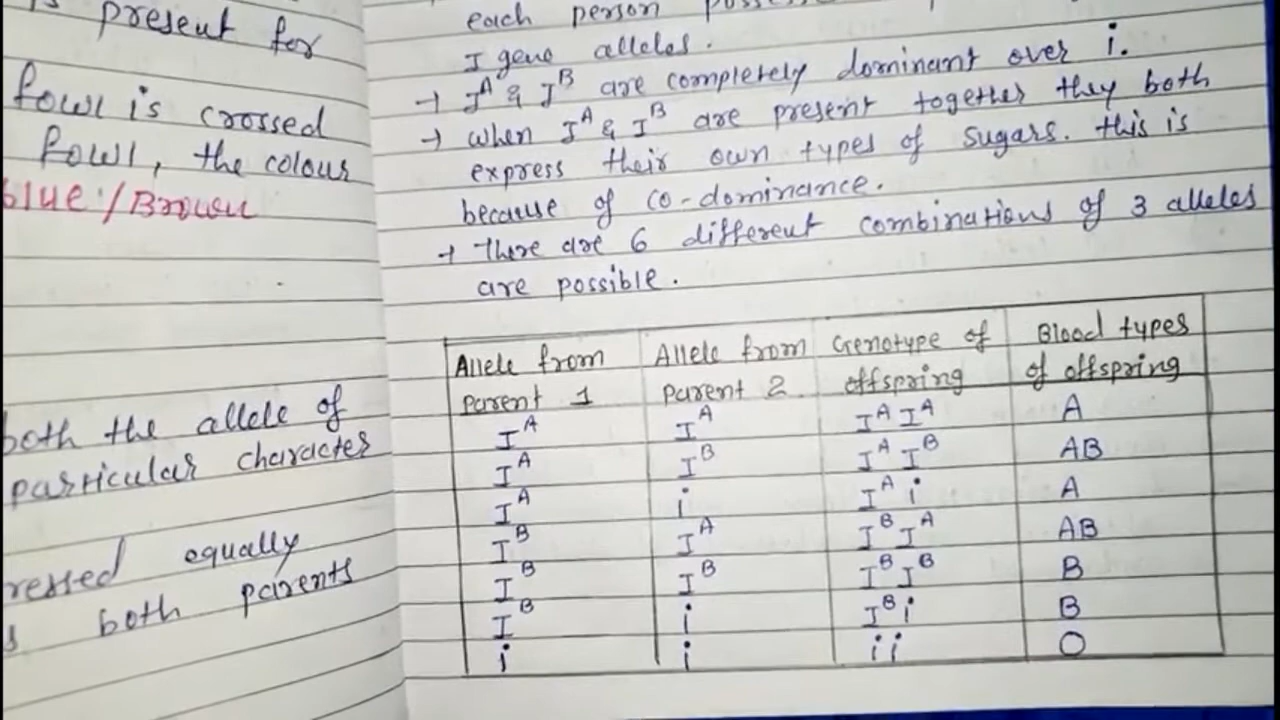 present for
fowl is crossed
fowl, the colour
blue/Brown
both the allele of
particular character
equally
both parents
each person
I gene alleles.
→ I^A & I^B are completely dominant over i.
→ when I^A & I^B are present together they both
express their own types of sugars. this is
because of co-dominance.
→ there are 6 different combinations of 3 alleles
are possible.
Allele from Parent 1 | Allele from Parent 2 | Genotype of offspring | Blood types of offspring
I^A | I^A | I^A I^A | A
I^A | I^B | I^A I^B | AB
I^A | i | I^A i | A
I^B | I^A | I^B I^A | AB
I^B | I^B | I^B I^B | B
I^B | i | I^B i | B
i | i | i i | O